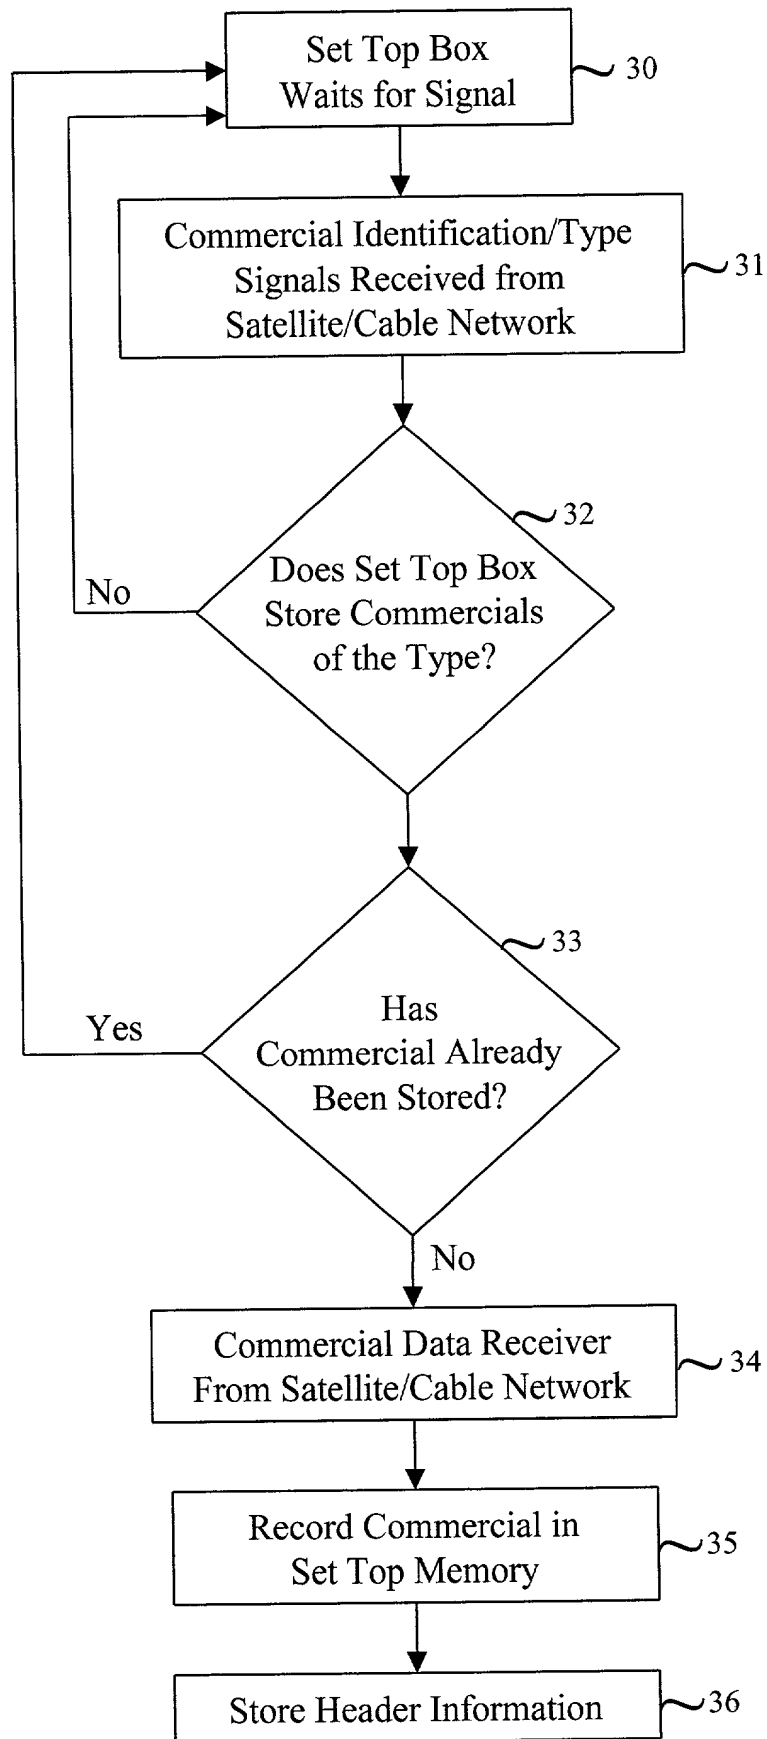 Set Top Box
Waits for Signal
30
Commercial Identification/Type
Signals Received from
Satellite/Cable Network
31
32
Does Set Top Box
Store Commercials
of the Type?
No
33
Has
Commercial Already
Been Stored?
Yes
No
Commercial Data Receiver
From Satellite/Cable Network
34
Record Commercial in
Set Top Memory
35
Store Header Information
36